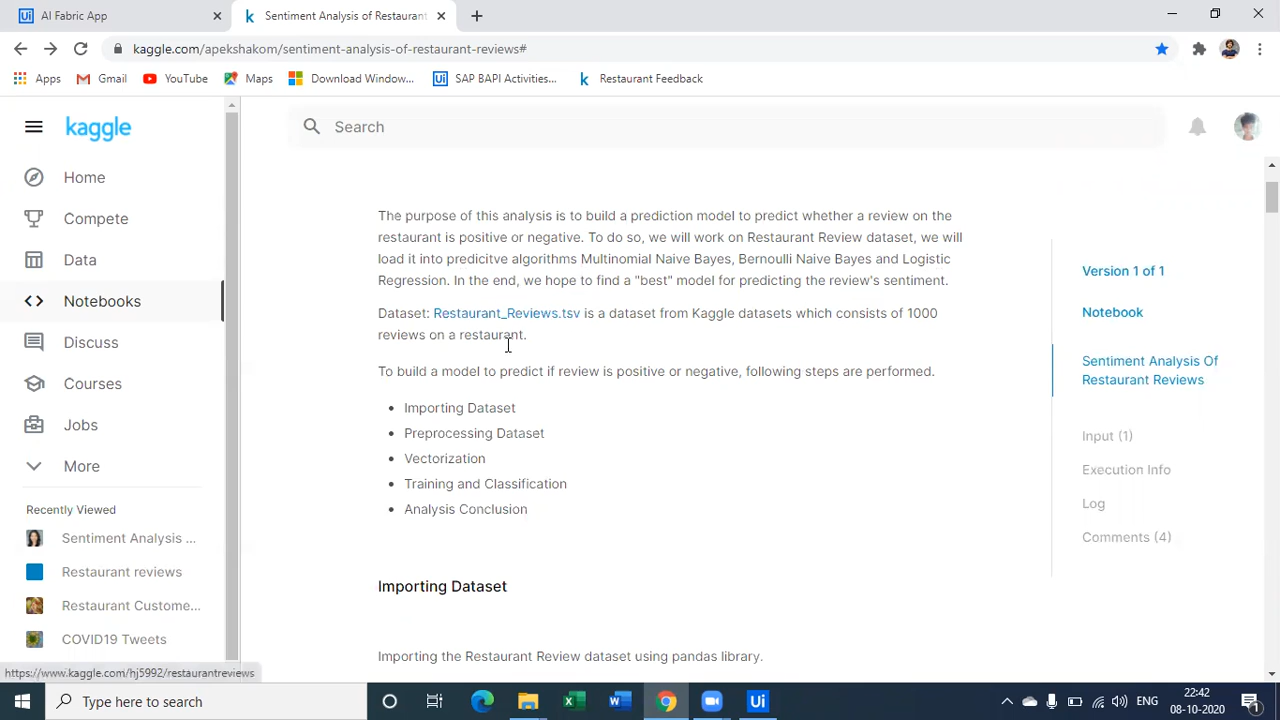 AI Fabric App
Sentiment Analysis of Restaurant
kaggle.com/apekshakom/sentiment-analysis-of-restaurant-reviews#
Apps
Gmail
YouTube
Maps
Download Window...
SAP BAPI Activities...
Restaurant Feedback
kaggle
Search
Home
Compete
Data
Notebooks
Discuss
Courses
Jobs
More
Recently Viewed
Sentiment Analysis ...
Restaurant reviews
Restaurant Custome...
COVID19 Tweets
https://www.kaggle.com/hj5992/restaurantreviews
The purpose of this analysis is to build a prediction model to predict whether a review on the
restaurant is positive or negative. To do so, we will work on Restaurant Review dataset, we will
load it into predicitve algorithms Multinomial Naive Bayes, Bernoulli Naive Bayes and Logistic
Regression. In the end, we hope to find a "best" model for predicting the review's sentiment.
Dataset: Restaurant_Reviews.tsv is a dataset from Kaggle datasets which consists of 1000
reviews on a restaurant.
To build a model to predict if review is positive or negative, following steps are performed.
• Importing Dataset
• Preprocessing Dataset
• Vectorization
• Training and Classification
• Analysis Conclusion
Importing Dataset
Importing the Restaurant Review dataset using pandas library.
Version 1 of 1
Notebook
Sentiment Analysis Of
Restaurant Reviews
Input (1)
Execution Info
Log
Comments (4)
Type here to search
Ui
ENG
22:42
08-10-2020
1